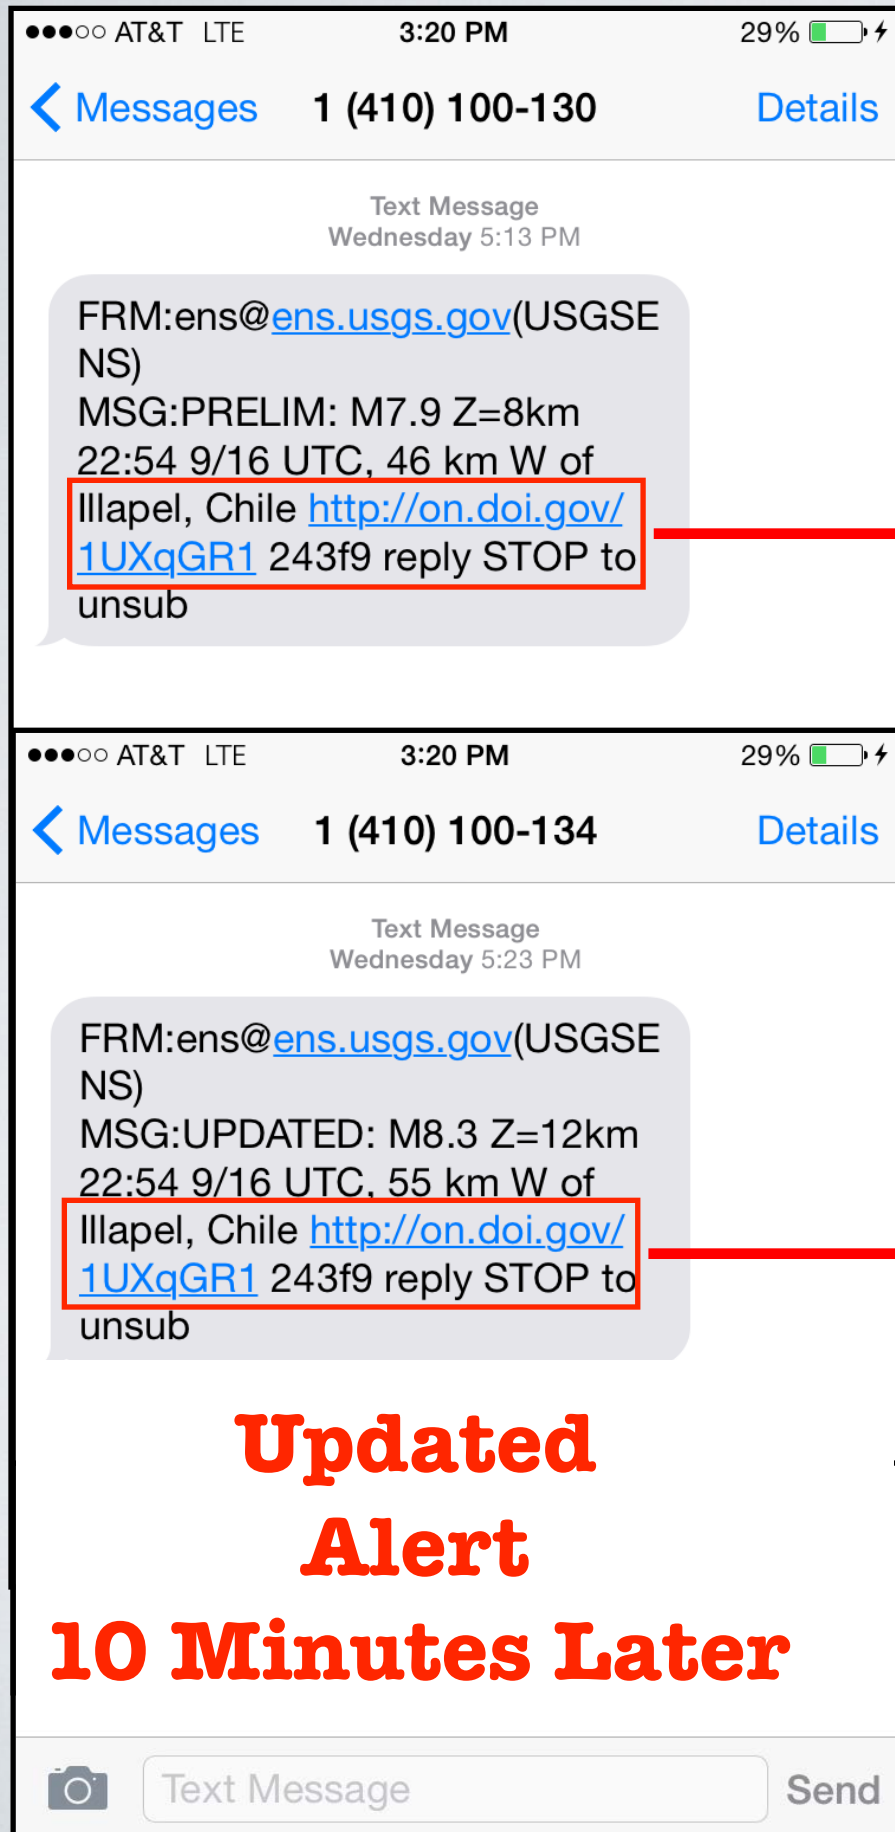 AT&T LTE 3:20 PM 29%
Messages 1 (410) 100-130 Details
Text Message
Wednesday 5:13 PM
FRM:ens@ens.usgs.gov(USGSE
NS)
MSG:PRELIM: M7.9 Z=8km
22:54 9/16 UTC, 46 km W of
Illapel, Chile http://on.doi.gov/
1UXqGR1 243f9 reply STOP to
unsub
AT&T LTE 3:20 PM 29%
Messages 1 (410) 100-134 Details
Text Message
Wednesday 5:23 PM
FRM:ens@ens.usgs.gov(USGSE
NS)
MSG:UPDATED: M8.3 Z=12km
22:54 9/16 UTC, 55 km W of
Illapel, Chile http://on.doi.gov/
1UXqGR1 243f9 reply STOP to
unsub
Updated
Alert
10 Minutes Later
Text Message Send